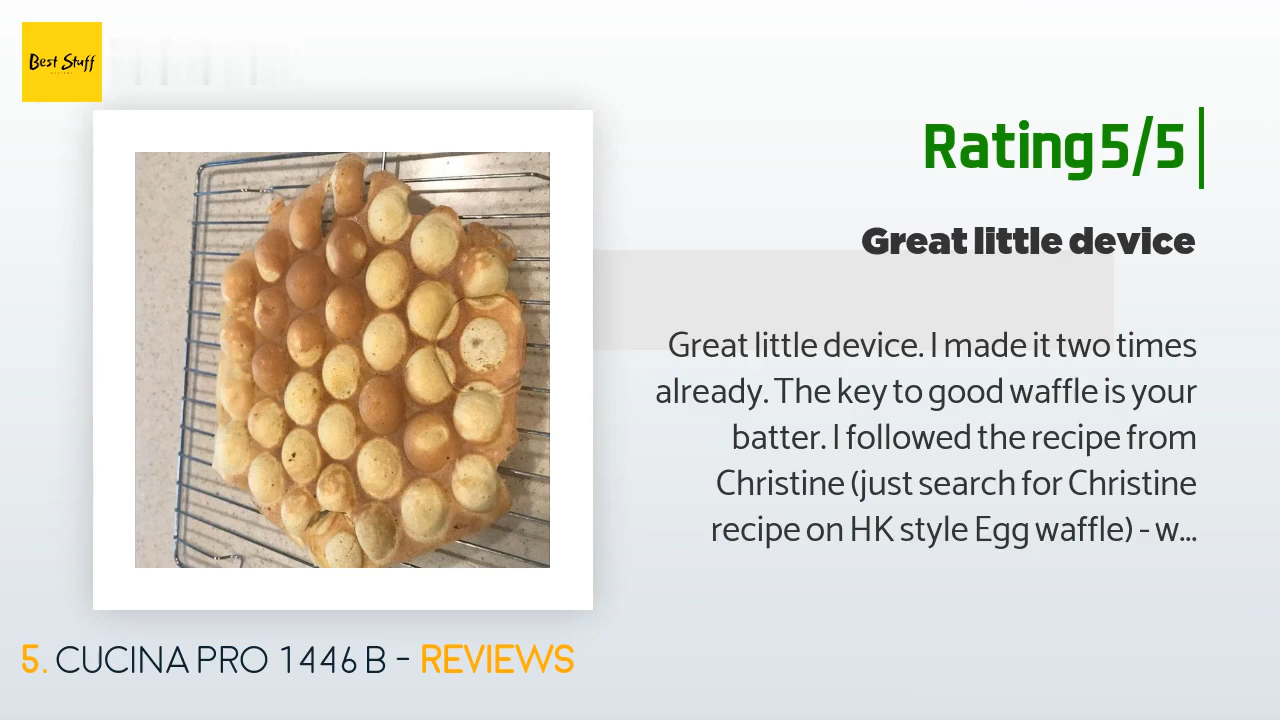 Best Stuff
Rating 5/5
Great little device
Great little device. I made it two times
already. The key to good waffle is your
batter. I followed the recipe from
Christine (just search for Christine
recipe on HK style Egg waffle) - w...
5. CUCINA PRO 1446 B - REVIEWS